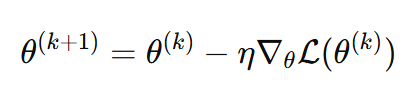 θ^(k+1) = θ^(k) − η∇_θ ℒ(θ^(k))